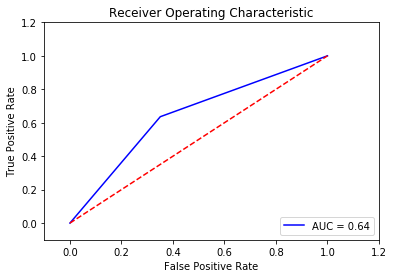 Receiver Operating Characteristic
True Positive Rate
1.2
1.0
0.8
0.6
0.4
0.2
0.0
AUC = 0.64
0.0 0.2 0.4 0.6 0.8 1.0 1.2
False Positive Rate